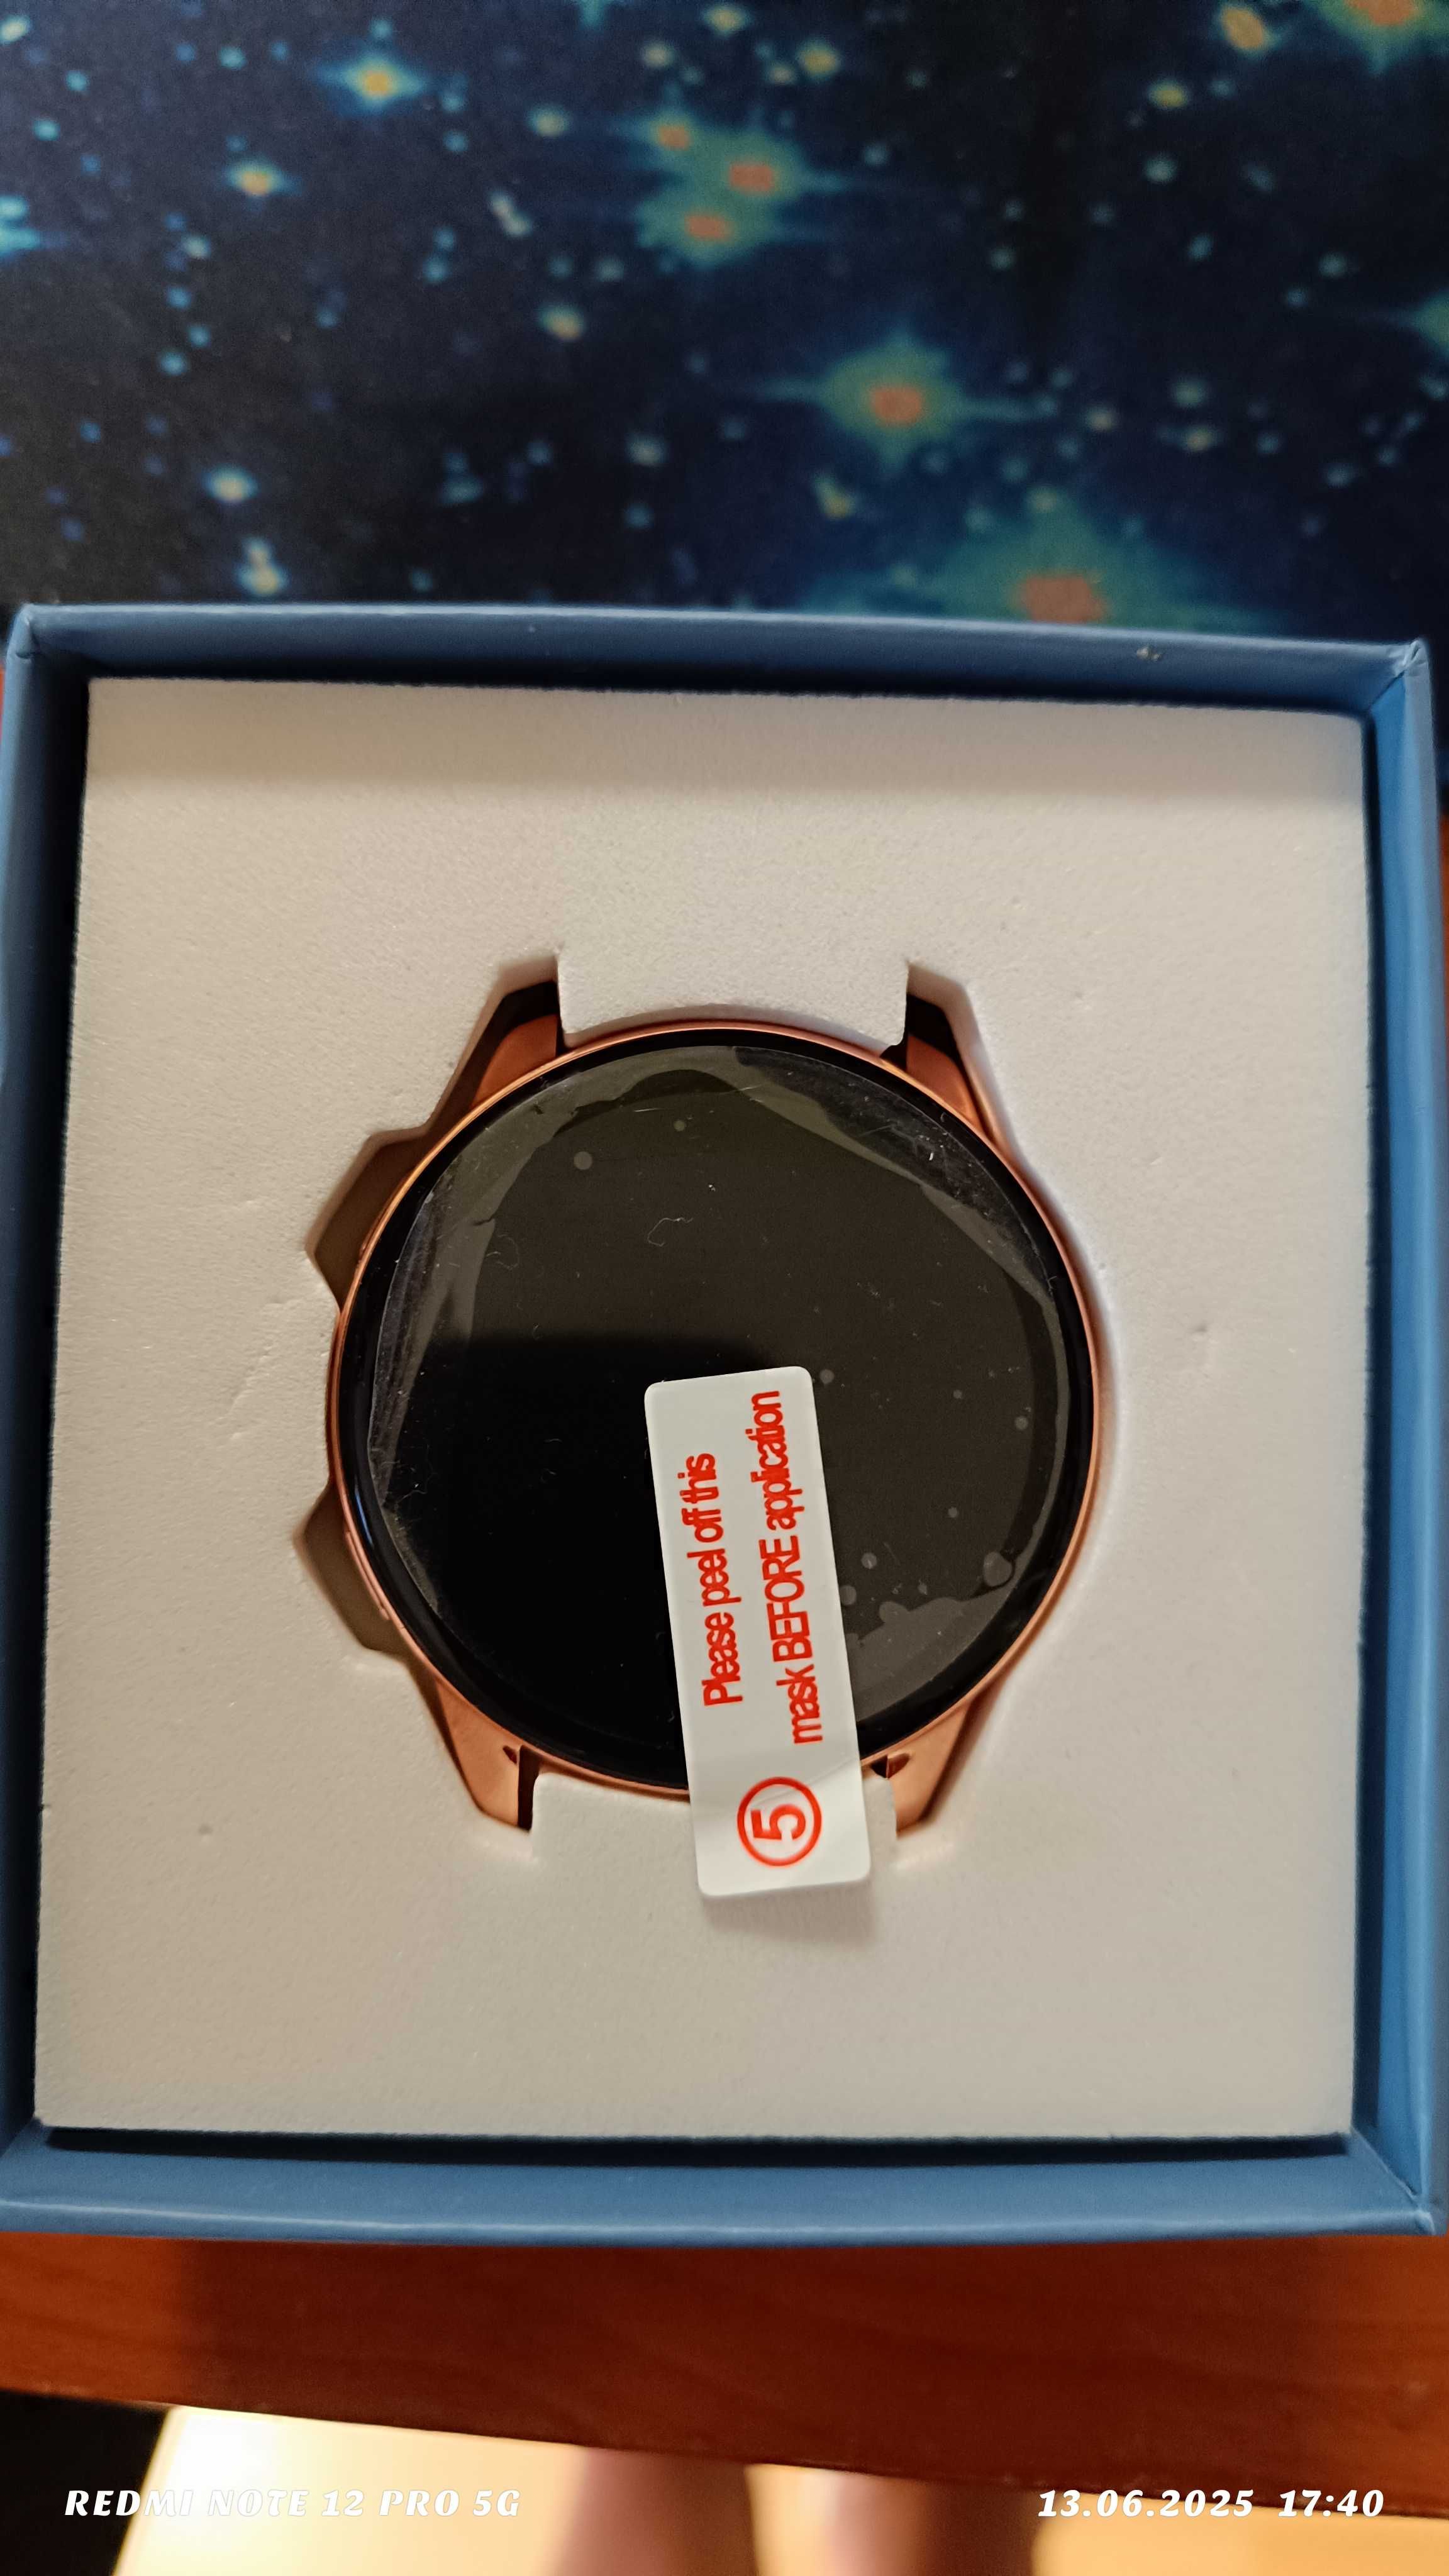 Please peel off this
mask BEFORE application
5
REDMI NOTE 12 PRO 5G
13.06.2025 17:40